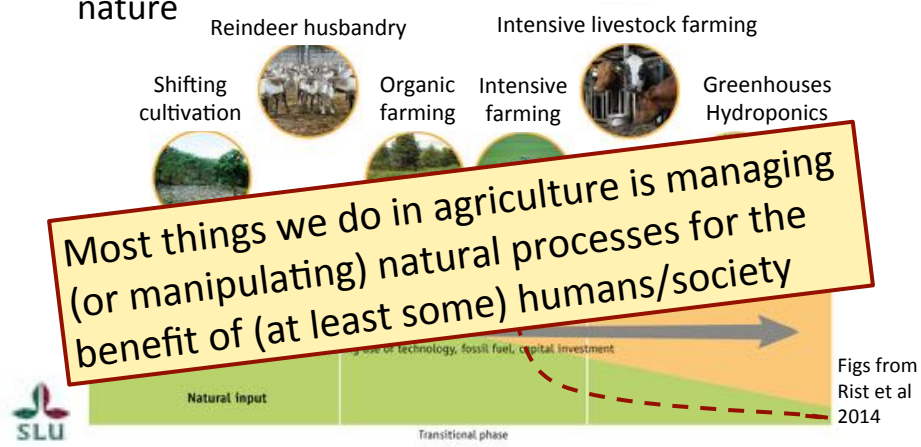 nature
Reindeer husbandry
Intensive livestock farming
Shifting
cultivation
Organic
farming
Intensive
farming
Greenhouses
Hydroponics
Most things we do in agriculture is managing
(or manipulating) natural processes for the
benefit of (at least some) humans/society
use of technology, fossil fuel, capital investment
Natural input
Transitional phase
Figs from
Rist et al
2014
SLU